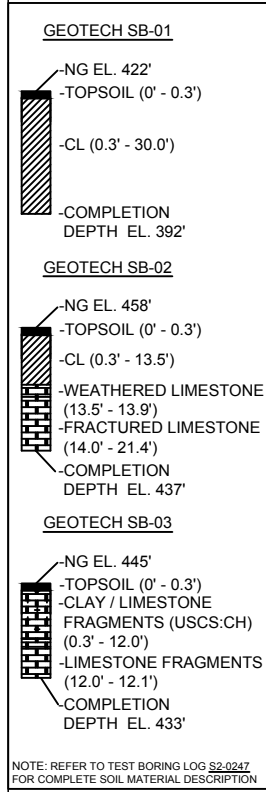 GEOTECH SB-01
-NG EL. 422'
-TOPSOIL (0' - 0.3')
-CL (0.3' - 30.0')
-COMPLETION
DEPTH EL. 392'
GEOTECH SB-02
-NG EL. 458'
-TOPSOIL (0' - 0.3')
-CL (0.3' - 13.5')
-WEATHERED LIMESTONE
(13.5' - 13.9')
-FRACTURED LIMESTONE
(14.0' - 21.4')
-COMPLETION
DEPTH EL. 437'
GEOTECH SB-03
-NG EL. 445'
-TOPSOIL (0' - 0.3')
-CLAY / LIMESTONE
FRAGMENTS (USCS:CH)
(0.3' - 12.0')
-LIMESTONE FRAGMENTS
(12.0' - 12.1')
-COMPLETION
DEPTH EL. 433'
NOTE: REFER TO TEST BORING LOG S2-0247
FOR COMPLETE SOIL MATERIAL DESCRIPTION